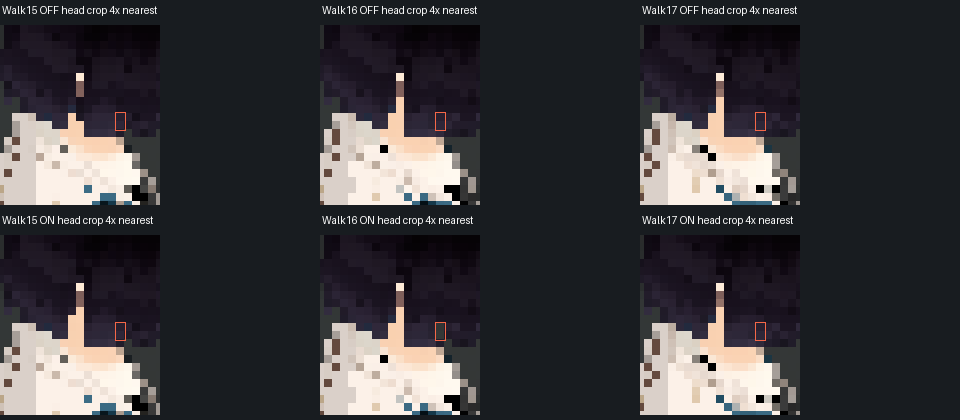 Walk15 OFF head crop 4x nearest
Walk16 OFF head crop 4x nearest
Walk17 OFF head crop 4x nearest
Walk15 ON head crop 4x nearest
Walk16 ON head crop 4x nearest
Walk17 ON head crop 4x nearest